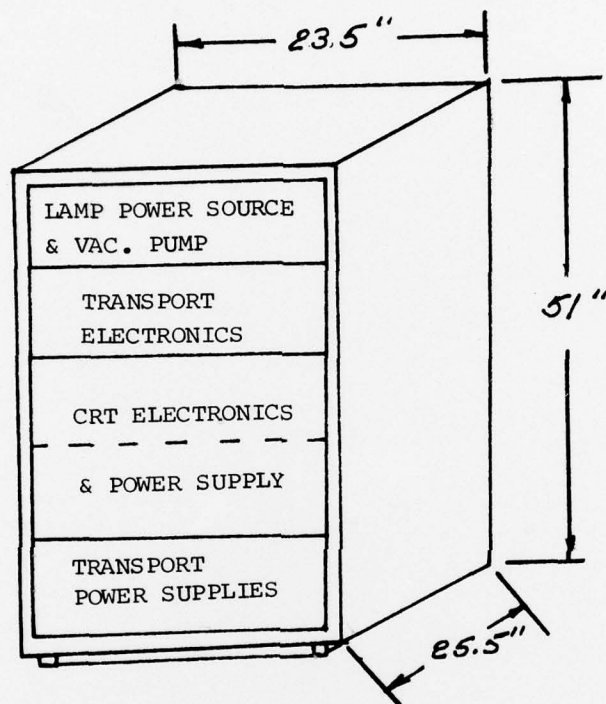 23.5"
LAMP POWER SOURCE
& VAC. PUMP
TRANSPORT
ELECTRONICS
51"
CRT ELECTRONICS
& POWER SUPPLY
TRANSPORT
POWER SUPPLIES
25.5"